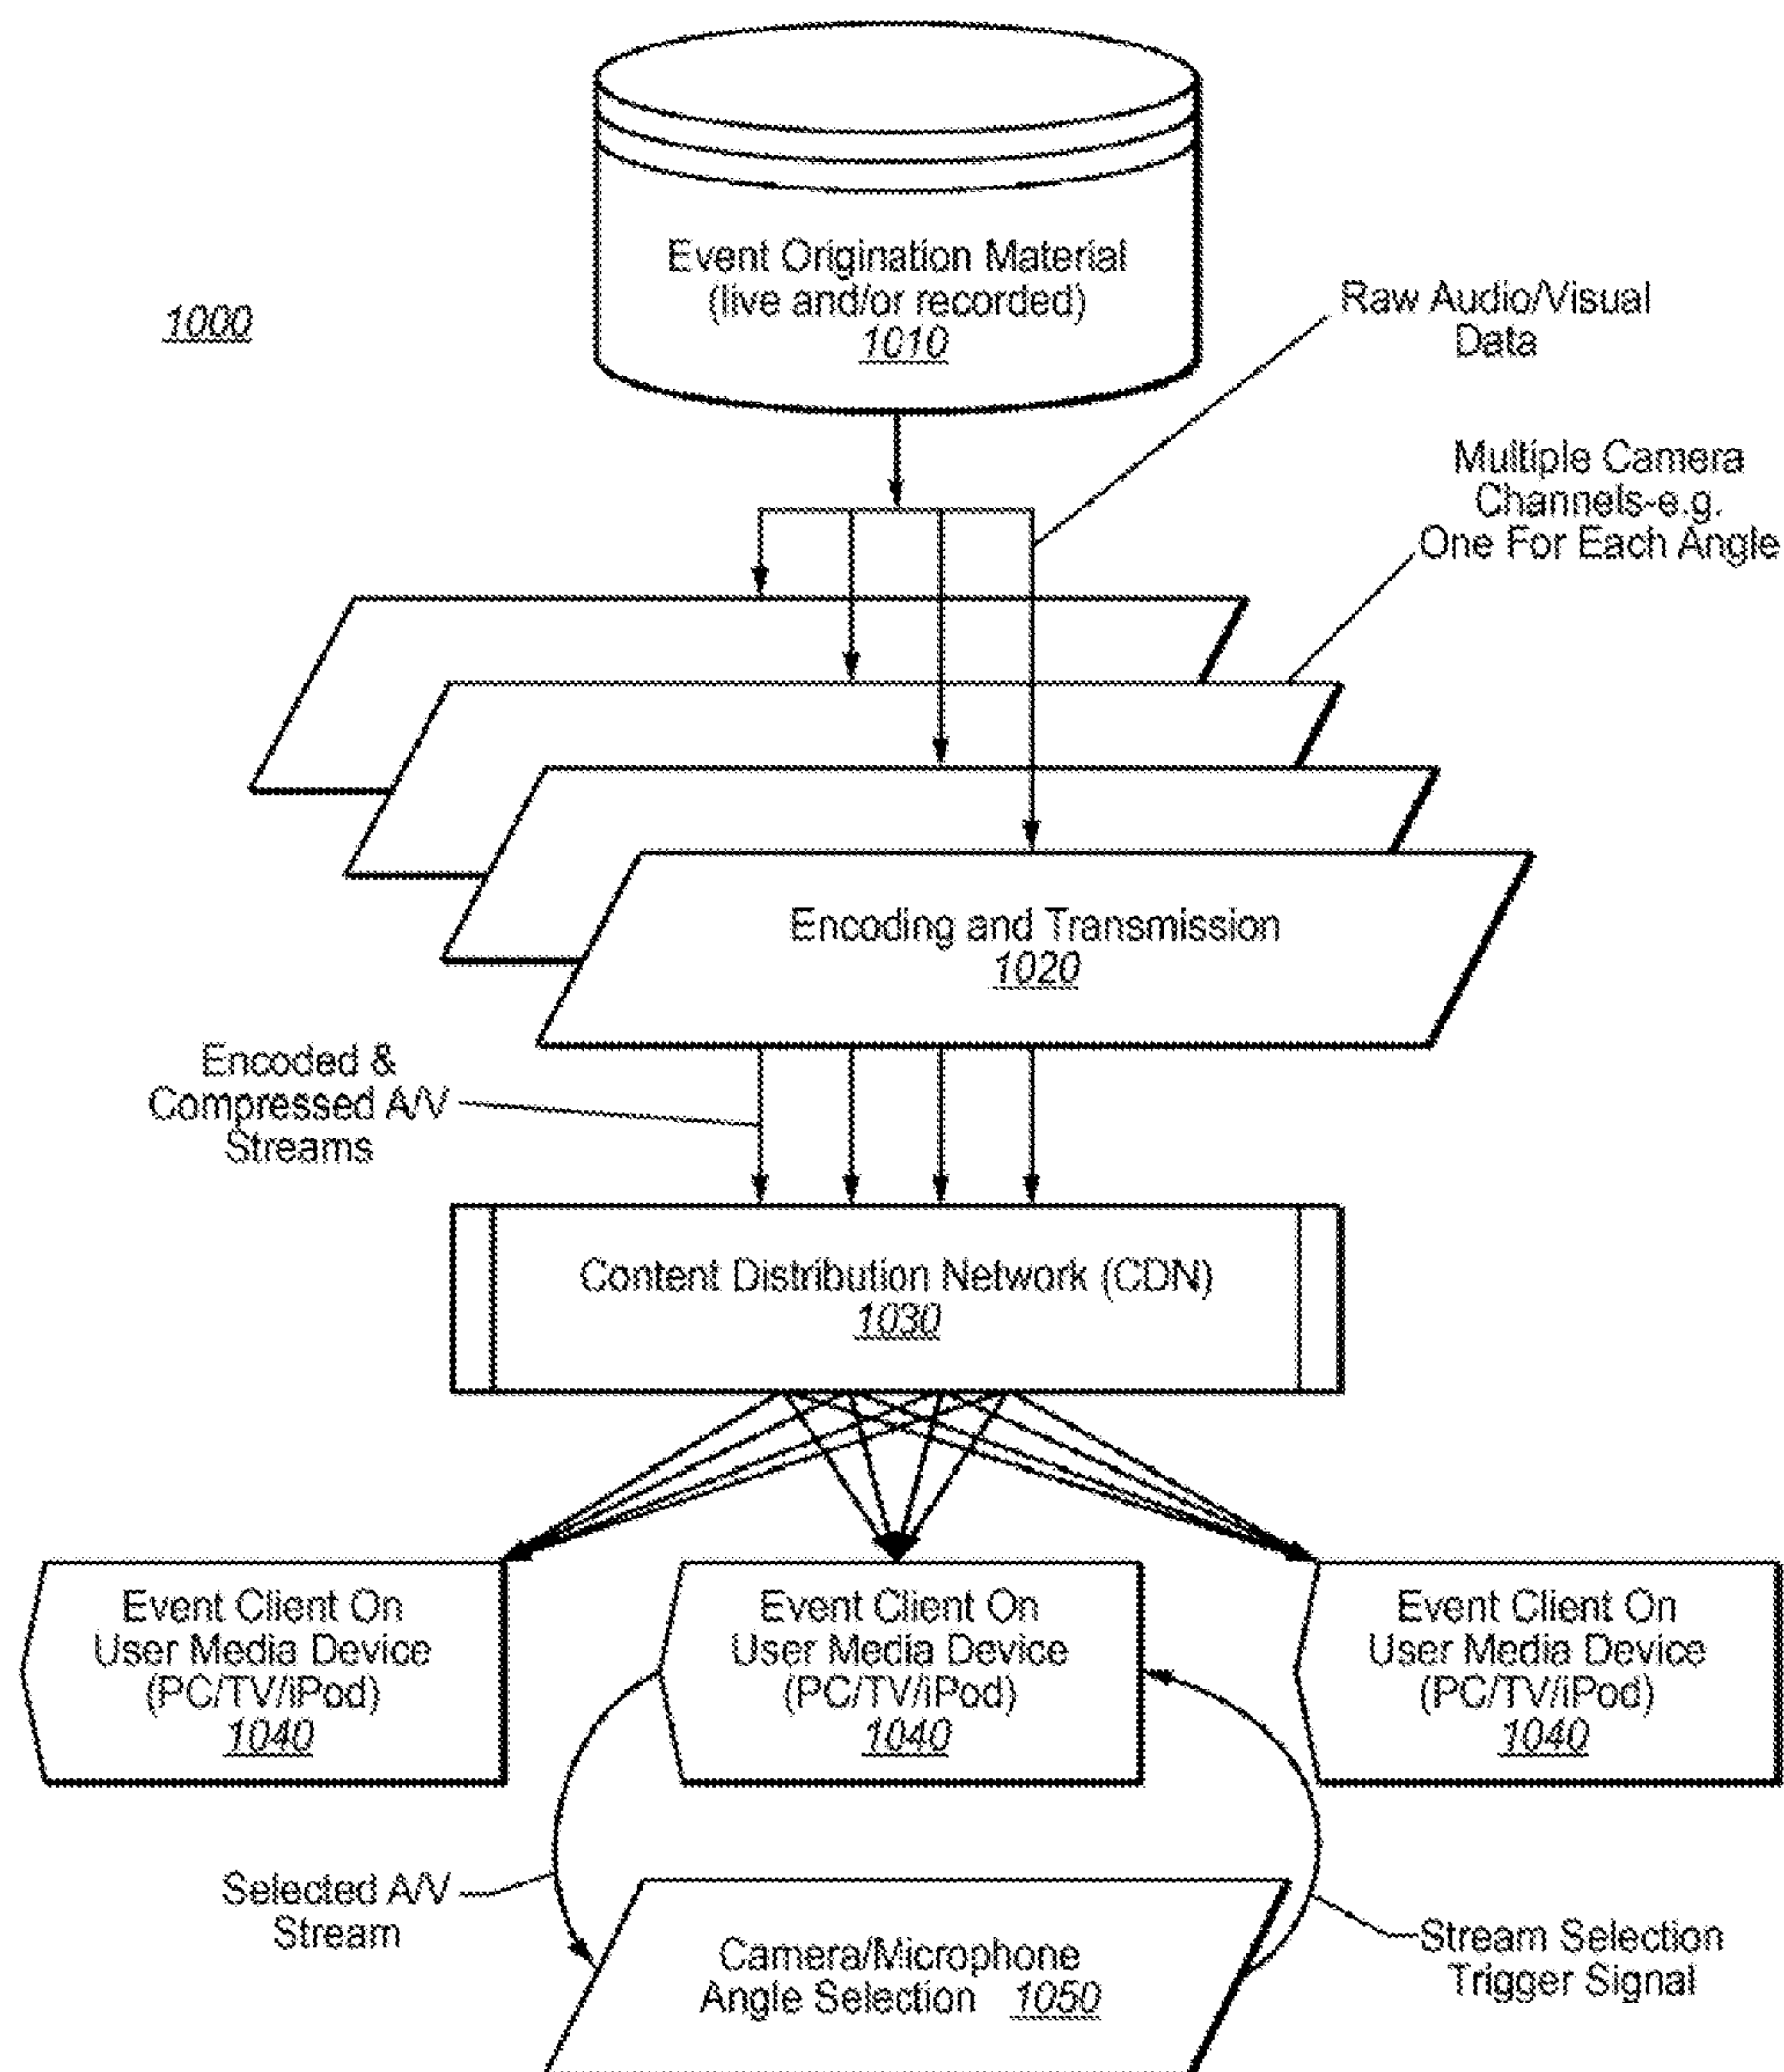 Event Origination Material
(live and/or recorded)
1010
1000
Raw Audio/Visual
Data
Multiple Camera
Channels-e.g.
One For Each Angle
Encoding and Transmission
1020
Encoded &
Compressed A/V
Streams
Content Distribution Network (CDN)
1030
Event Client On
User Media Device
(PC/TV/iPod)
1040
Event Client On
User Media Device
(PC/TV/iPod)
1040
Event Client On
User Media Device
(PC/TV/iPod)
1040
Selected A/V
Stream
Camera/Microphone
Angle Selection 1050
Stream Selection
Trigger Signal